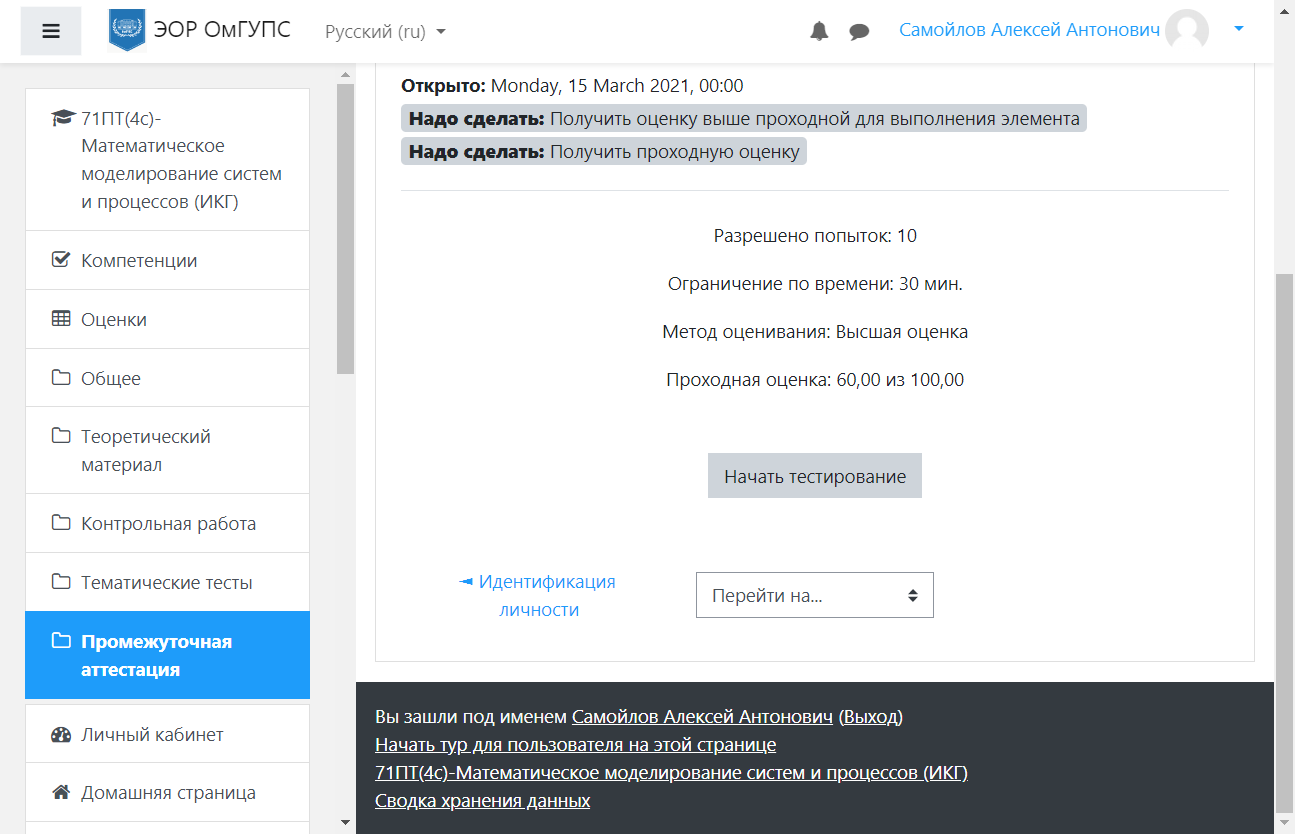 ЭОР ОмГУПС
Русский (ru)
Самойлов Алексей Антонович
71ПТ(4с)-
Математическое
моделирование систем
и процессов (ИКГ)
Компетенции
Оценки
Общее
Теоретический
материал
Контрольная работа
Тематические тесты
Промежуточная
аттестация
Личный кабинет
Домашняя страница
Открыто: Monday, 15 March 2021, 00:00
Надо сделать: Получить оценку выше проходной для выполнения элемента
Надо сделать: Получить проходную оценку
Разрешено попыток: 10
Ограничение по времени: 30 мин.
Метод оценивания: Высшая оценка
Проходная оценка: 60,00 из 100,00
Начать тестирование
◄ Идентификация
личности
Перейти на...
Вы зашли под именем Самойлов Алексей Антонович (Выход)
Начать тур для пользователя на этой странице
71ПТ(4с)-Математическое моделирование систем и процессов (ИКГ)
Сводка хранения данных